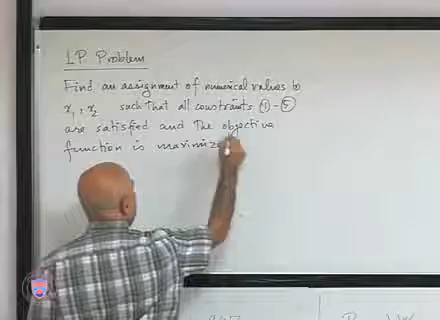 LP Problem
Find an assignment of numerical values to
x₁, x₂ such that all constraints ① - ⑤
are satisfied and the objective
function is maximize